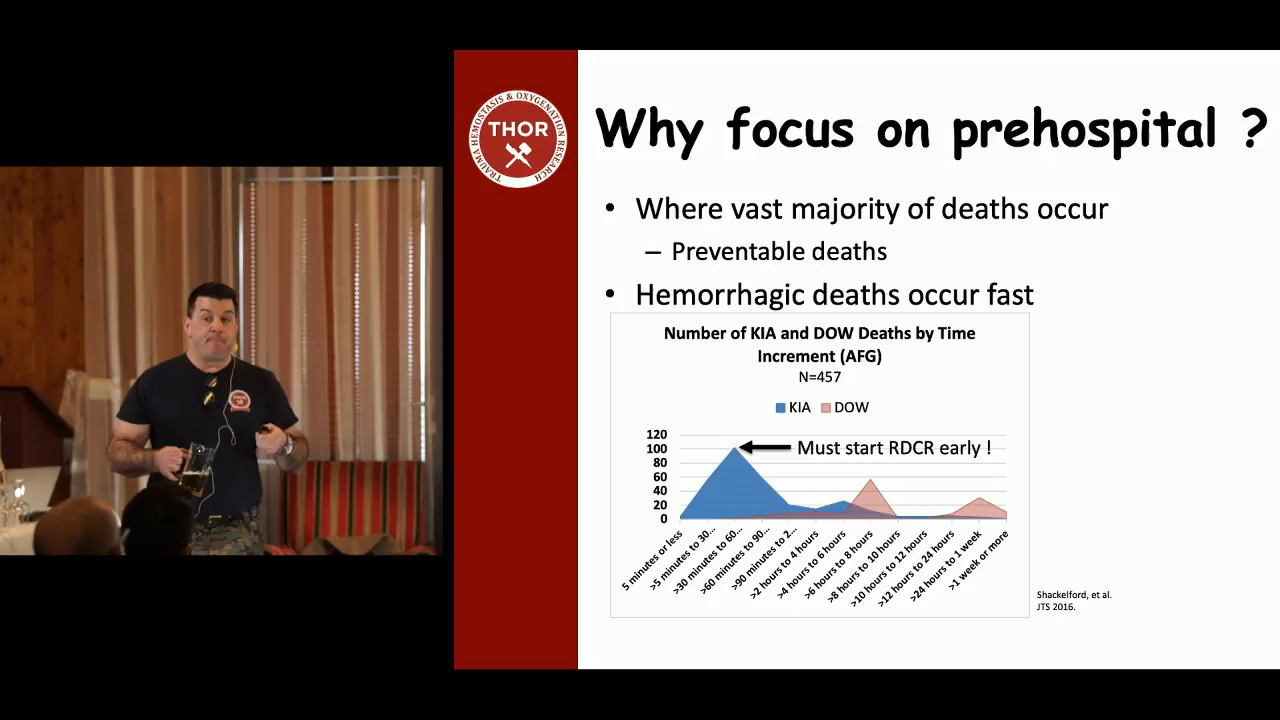 TRAUMA HEMOSTASIS & OXYGENATION RESEARCH
THOR
Why focus on prehospital ?
• Where vast majority of deaths occur
– Preventable deaths
• Hemorrhagic deaths occur fast
Number of KIA and DOW Deaths by Time
Increment (AFG)
N=457
KIA DOW
120
100
80
60
40
20
0
Must start RDCR early !
5 minutes or less
>5 minutes to 30...
>30 minutes to 60...
>60 minutes to 90...
>90 minutes to 2...
>2 hours to 4 hours
>4 hours to 6 hours
>6 hours to 8 hours
>8 hours to 10 hours
>10 hours to 12 hours
>12 hours to 24 hours
>24 hours to 1 week
>1 week or more
Shackelford, et al.
JTS 2016.